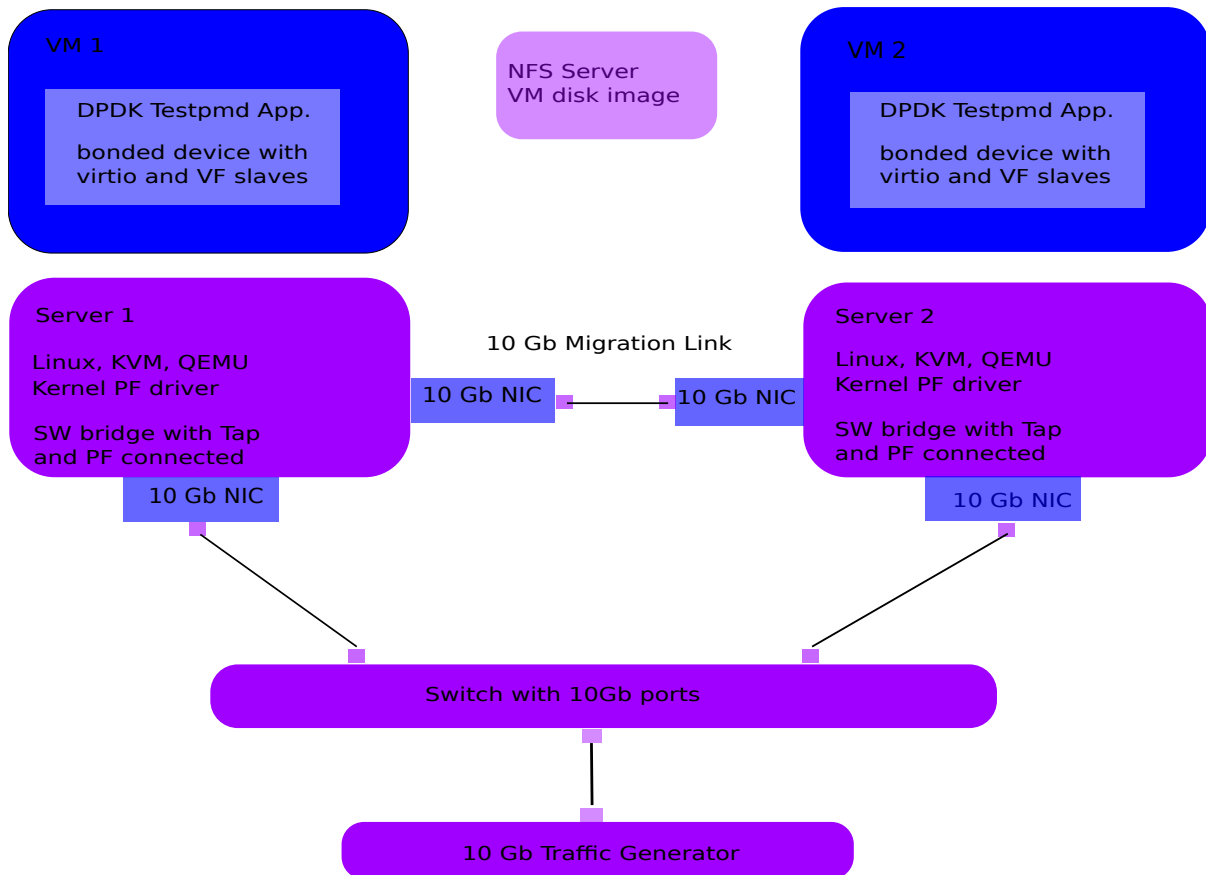 VM 1
DPDK Testpmd App.
bonded device with
virtio and VF slaves
NFS Server
VM disk image
VM 2
DPDK Testpmd App.
bonded device with
virtio and VF slaves
Server 1
Linux, KVM, QEMU
Kernel PF driver
SW bridge with Tap
and PF connected
10 Gb NIC
10 Gb Migration Link
10 Gb NIC
Server 2
Linux, KVM, QEMU
Kernel PF driver
SW bridge with Tap
and PF connected
10 Gb NIC
10 Gb NIC
Switch with 10Gb ports
10 Gb Traffic Generator